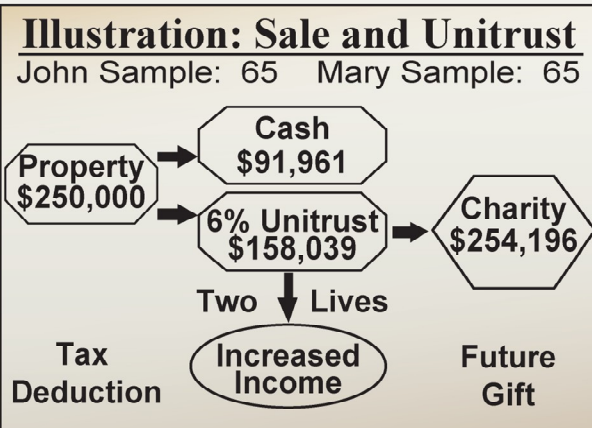 Illustration: Sale and Unitrust
John Sample: 65 Mary Sample: 65
Property
$250,000
Cash
$91,961
6% Unitrust
$158,039
Charity
$254,196
Two Lives
Increased
Income
Tax
Deduction
Future
Gift